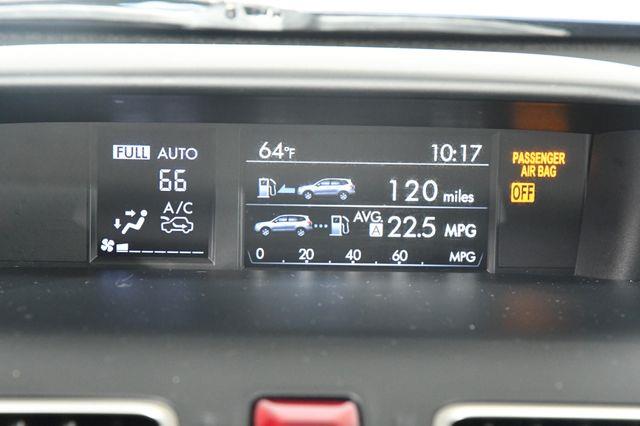 FULL AUTO
66
A/C
64°F 10:17
120 miles
AVG.
A 22.5 MPG
0 20 40 60 MPG
PASSENGER
AIR BAG
OFF